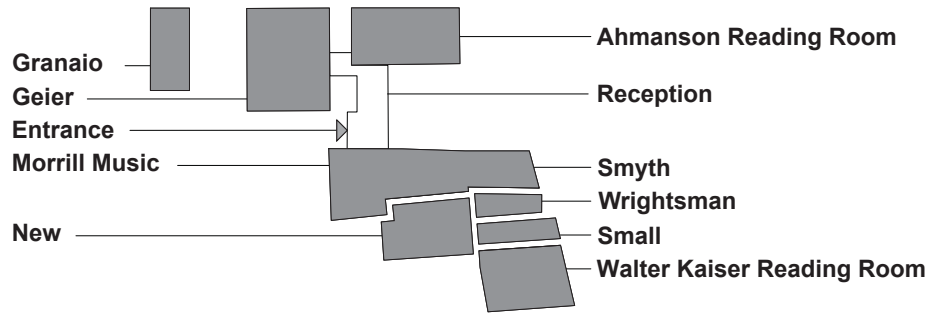 Granaio
Geier
Entrance
Morrill Music
New
Ahmanson Reading Room
Reception
Smyth
Wrightsman
Small
Walter Kaiser Reading Room